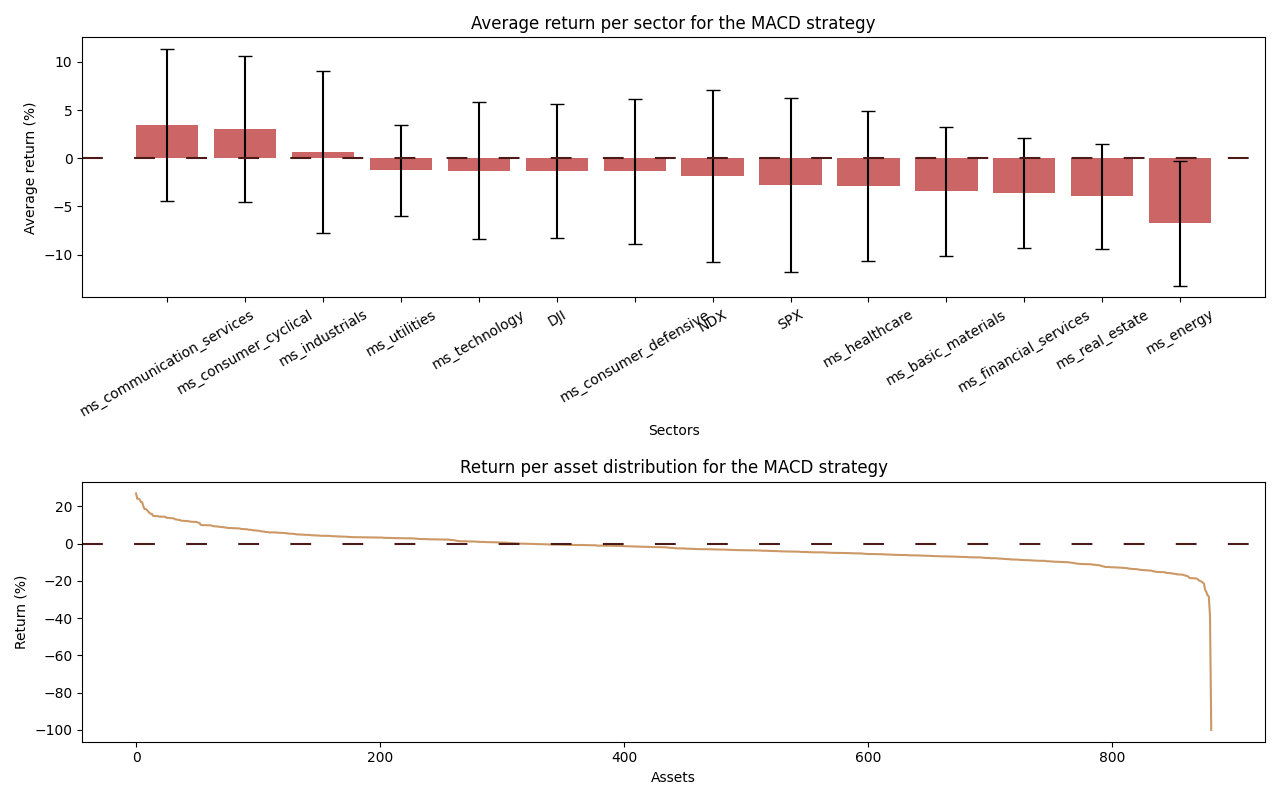 Average return per sector for the MACD strategy
Average return (%)
10
5
0
−5
−10
ms_communication_services
ms_consumer_cyclical
ms_industrials
ms_utilities
ms_technology
DJI
ms_consumer_defensive
NDX
SPX
ms_healthcare
ms_basic_materials
ms_financial_services
ms_real_estate
ms_energy
Sectors
Return per asset distribution for the MACD strategy
Return (%)
20
0
−20
−40
−60
−80
−100
0 200 400 600 800
Assets